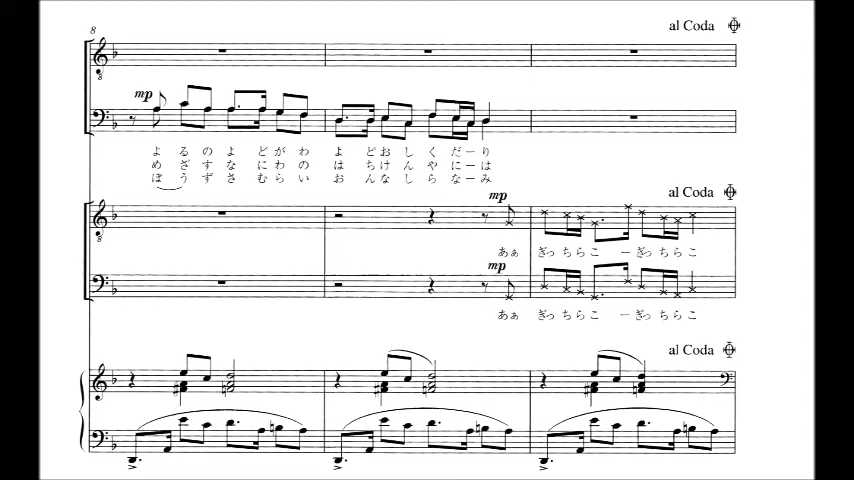 al Coda
8
mp
よるのよどがわ よどおしくだーり
めざすなにわの はちけんやにーは
ぼうずさむらい おんなしらなーみ
al Coda
mp
あぁ ぎっちらこ ーぎっちらこ
mp
あぁ ぎっちらこ ーぎっちらこ
al Coda